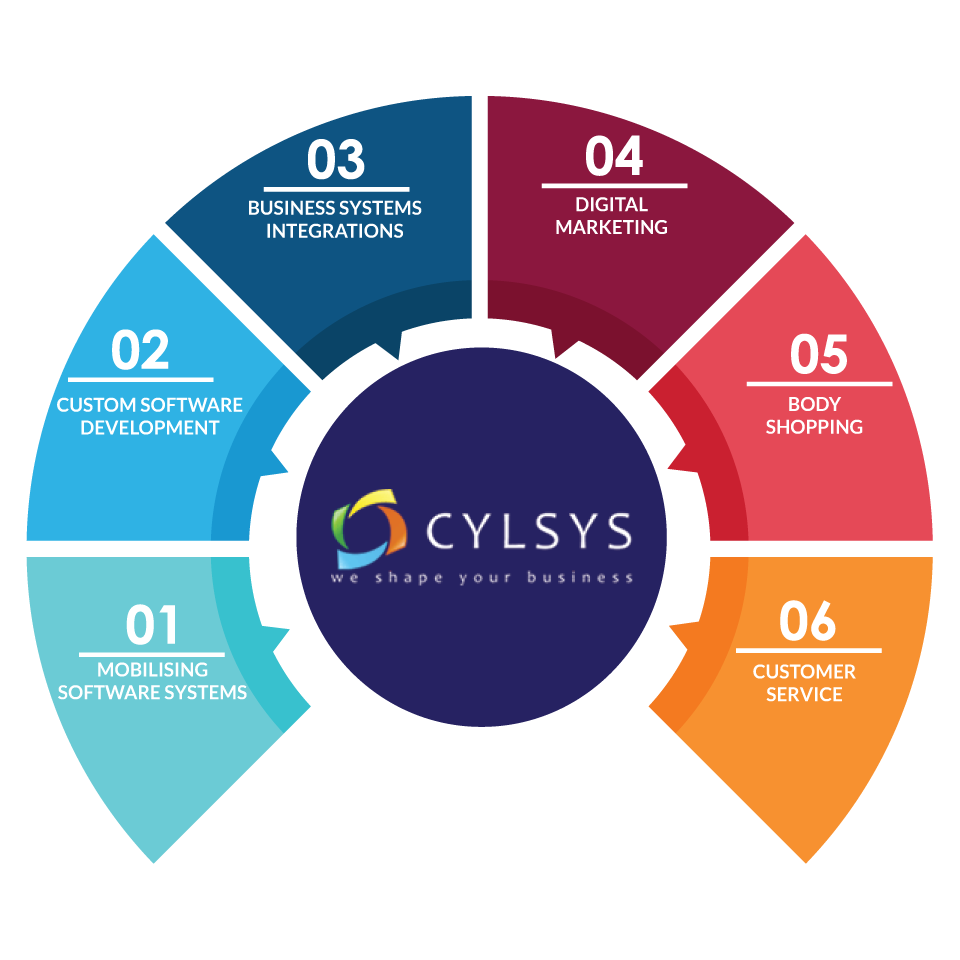 01
MOBILISING
SOFTWARE SYSTEMS
02
CUSTOM SOFTWARE
DEVELOPMENT
03
BUSINESS SYSTEMS
INTEGRATIONS
04
DIGITAL
MARKETING
05
BODY
SHOPPING
06
CUSTOMER
SERVICE
CYLSYS
we shape your business